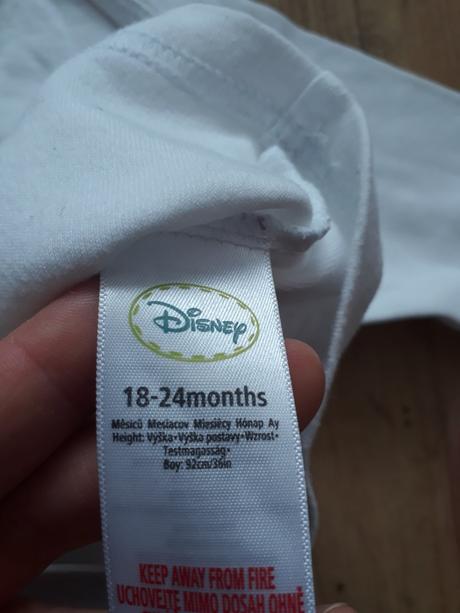 Disney
18-24months
Měsíců Mesiacov Miesięcy Hónap Ay
Height: Výška•Výška postavy•Wzrost•
Testmagasság•
Boy: 92cm/36in
KEEP AWAY FROM FIRE
UCHOVEJTE MIMO DOSAH OHNĚ